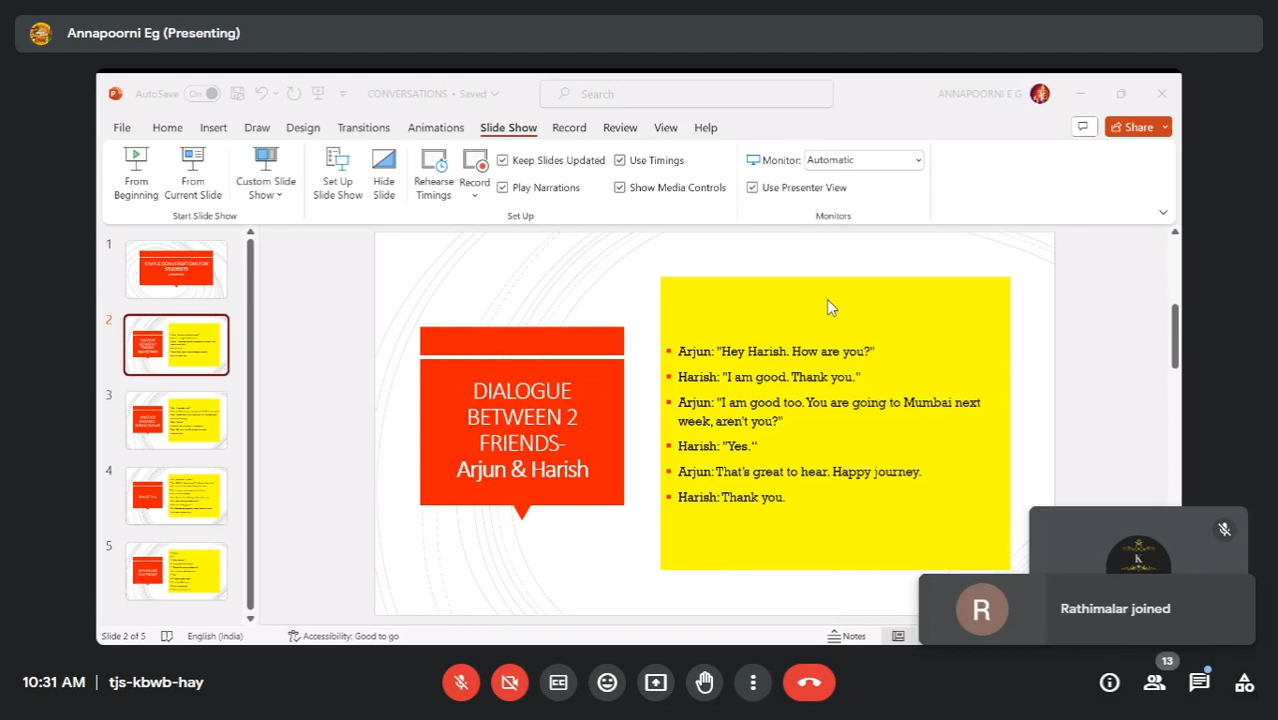 Annapoorni Eg (Presenting)
AutoSave On
CONVERSATIONS • Saved
Search
ANNAPOORNI E G
File Home Insert Draw Design Transitions Animations Slide Show Record Review View Help
Share
From Beginning
From Current Slide
Custom Slide Show
Set Up Slide Show
Hide Slide
Rehearse Timings
Record
Keep Slides Updated
Use Timings
Play Narrations
Show Media Controls
Monitor: Automatic
Use Presenter View
Start Slide Show
Set Up
Monitors
1
2
3
4
5
DIALOGUE
BETWEEN 2
FRIENDS-
Arjun & Harish
Arjun: "Hey Harish. How are you?"
Harish: "I am good. Thank you."
Arjun: "I am good too. You are going to Mumbai next
week, aren't you?"
Harish: "Yes."
Arjun: That's great to hear. Happy journey.
Harish: Thank you.
K
R
Rathimalar joined
Slide 2 of 5
English (India)
Accessibility: Good to go
Notes
10:31 AM | tjs-kbwb-hay
13